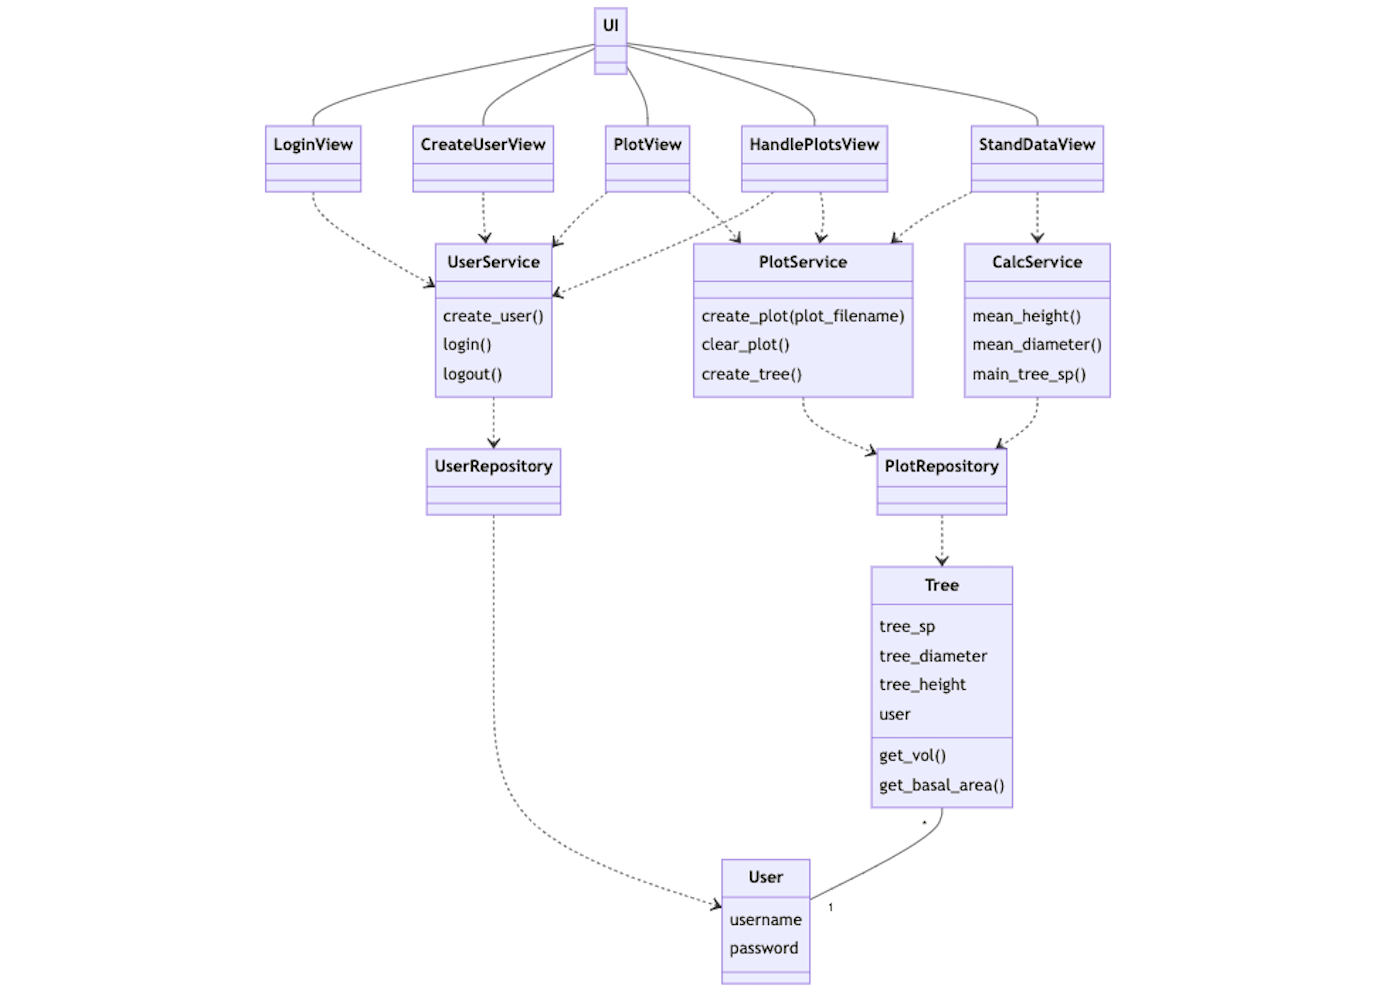 UI
LoginView
CreateUserView
PlotView
HandlePlotsView
StandDataView
UserService
create_user()
login()
logout()
PlotService
create_plot(plot_filename)
clear_plot()
create_tree()
CalcService
mean_height()
mean_diameter()
main_tree_sp()
UserRepository
PlotRepository
Tree
tree_sp
tree_diameter
tree_height
user
get_vol()
get_basal_area()
*
1
User
username
password